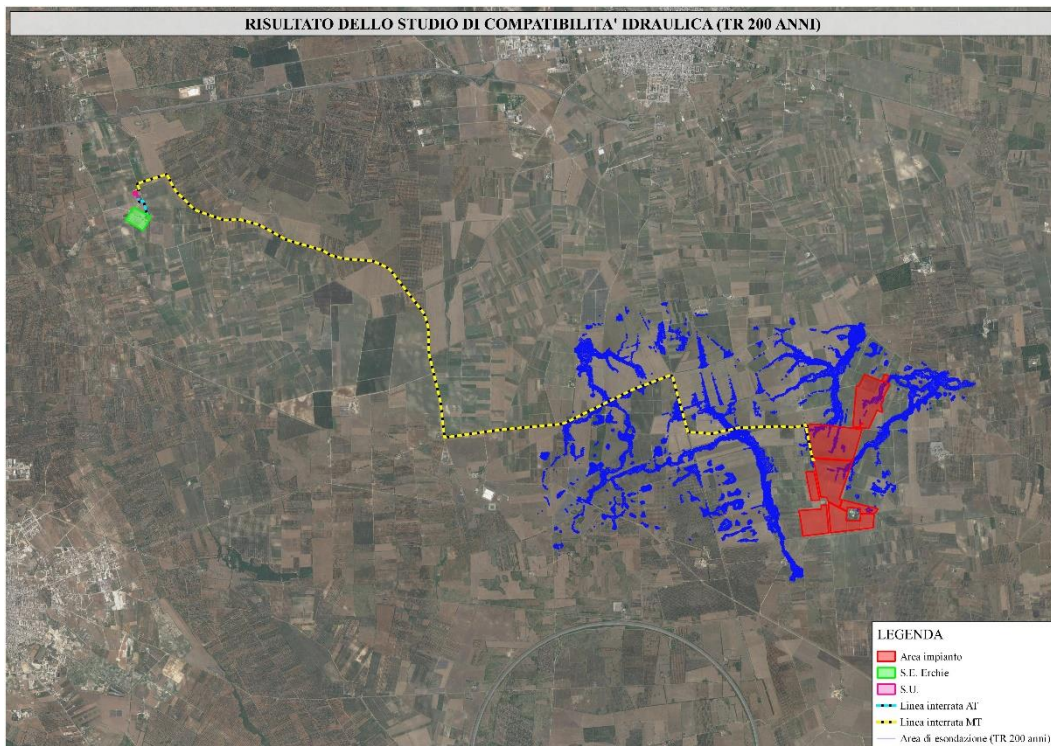 RISULTATO DELLO STUDIO DI COMPATIBILITA' IDRAULICA (TR 200 ANNI)
LEGENDA
Area impianto
S.E. Erchie
S.U.
Linea interrata AT
Linea interrata MT
Area di esondazione (TR 200 anni)